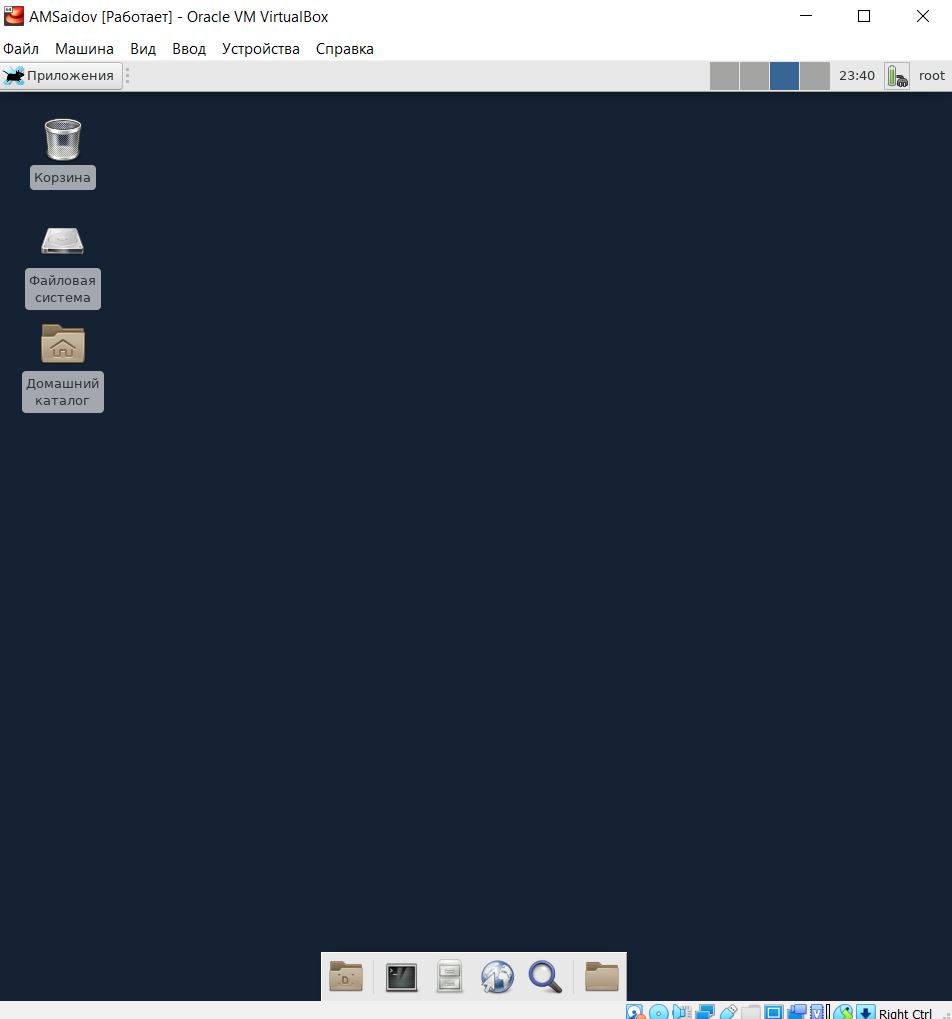 AMSaidov [Работает] - Oracle VM VirtualBox
Файл Машина Вид Ввод Устройства Справка
Приложения 23:40 root
Корзина
Файловая
система
Домашний
каталог
Right Ctrl